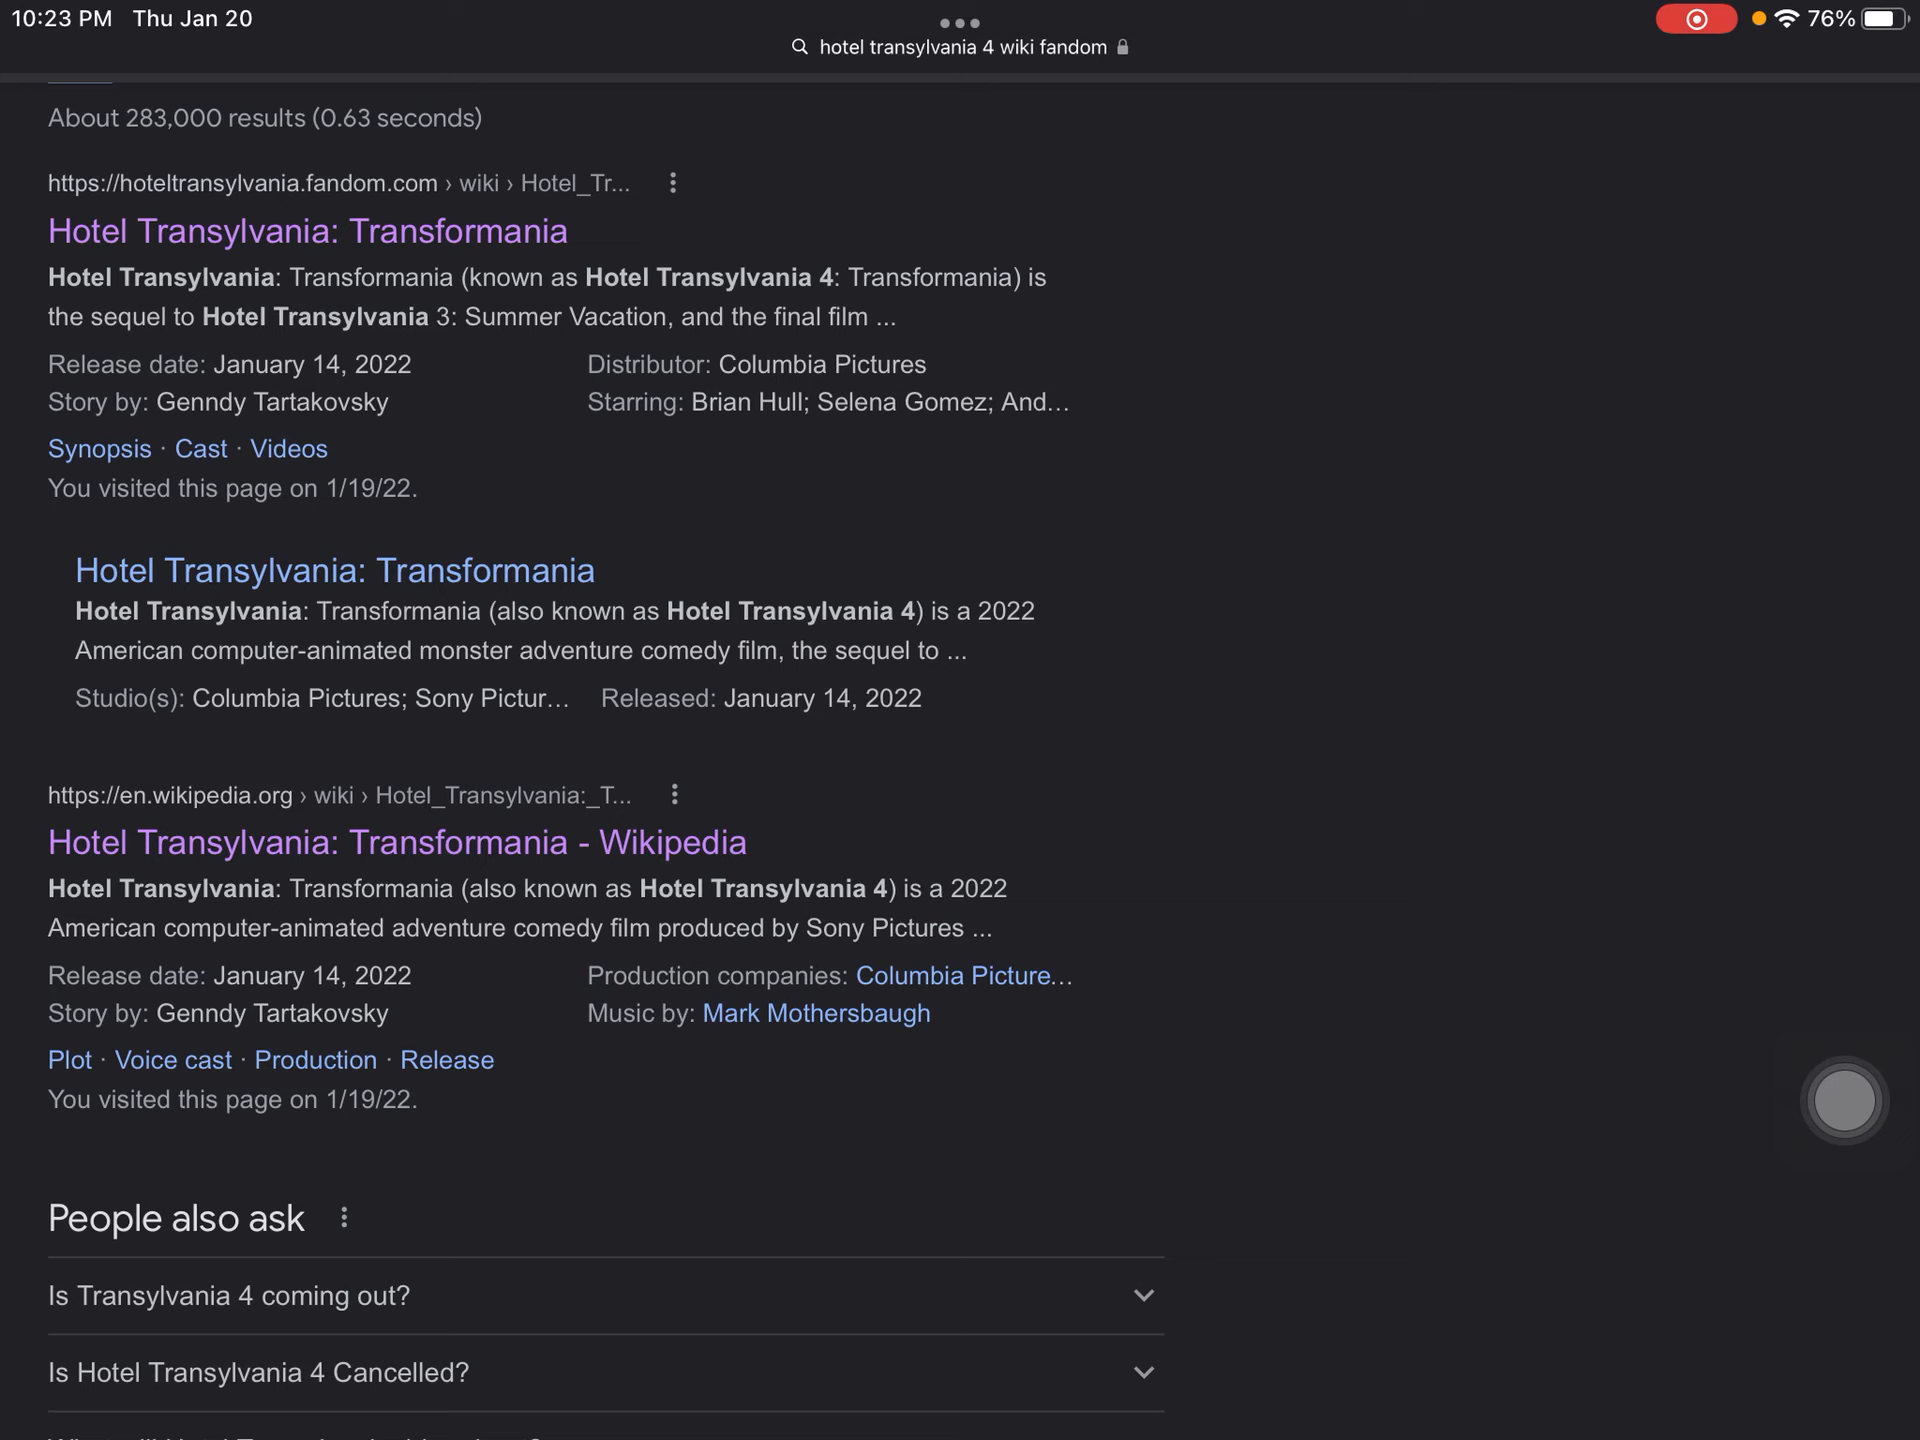 10:23 PM Thu Jan 20
76%
hotel transylvania 4 wiki fandom
About 283,000 results (0.63 seconds)
https://hoteltransylvania.fandom.com › wiki › Hotel_Tr...
Hotel Transylvania: Transformania
Hotel Transylvania: Transformania (known as Hotel Transylvania 4: Transformania) is
the sequel to Hotel Transylvania 3: Summer Vacation, and the final film ...
Release date: January 14, 2022 Distributor: Columbia Pictures
Story by: Genndy Tartakovsky Starring: Brian Hull; Selena Gomez; And...
Synopsis · Cast · Videos
You visited this page on 1/19/22.
Hotel Transylvania: Transformania
Hotel Transylvania: Transformania (also known as Hotel Transylvania 4) is a 2022
American computer-animated monster adventure comedy film, the sequel to ...
Studio(s): Columbia Pictures; Sony Pictur... Released: January 14, 2022
https://en.wikipedia.org › wiki › Hotel_Transylvania:_T...
Hotel Transylvania: Transformania - Wikipedia
Hotel Transylvania: Transformania (also known as Hotel Transylvania 4) is a 2022
American computer-animated adventure comedy film produced by Sony Pictures ...
Release date: January 14, 2022 Production companies: Columbia Picture...
Story by: Genndy Tartakovsky Music by: Mark Mothersbaugh
Plot · Voice cast · Production · Release
You visited this page on 1/19/22.
People also ask
Is Transylvania 4 coming out?
Is Hotel Transylvania 4 Cancelled?